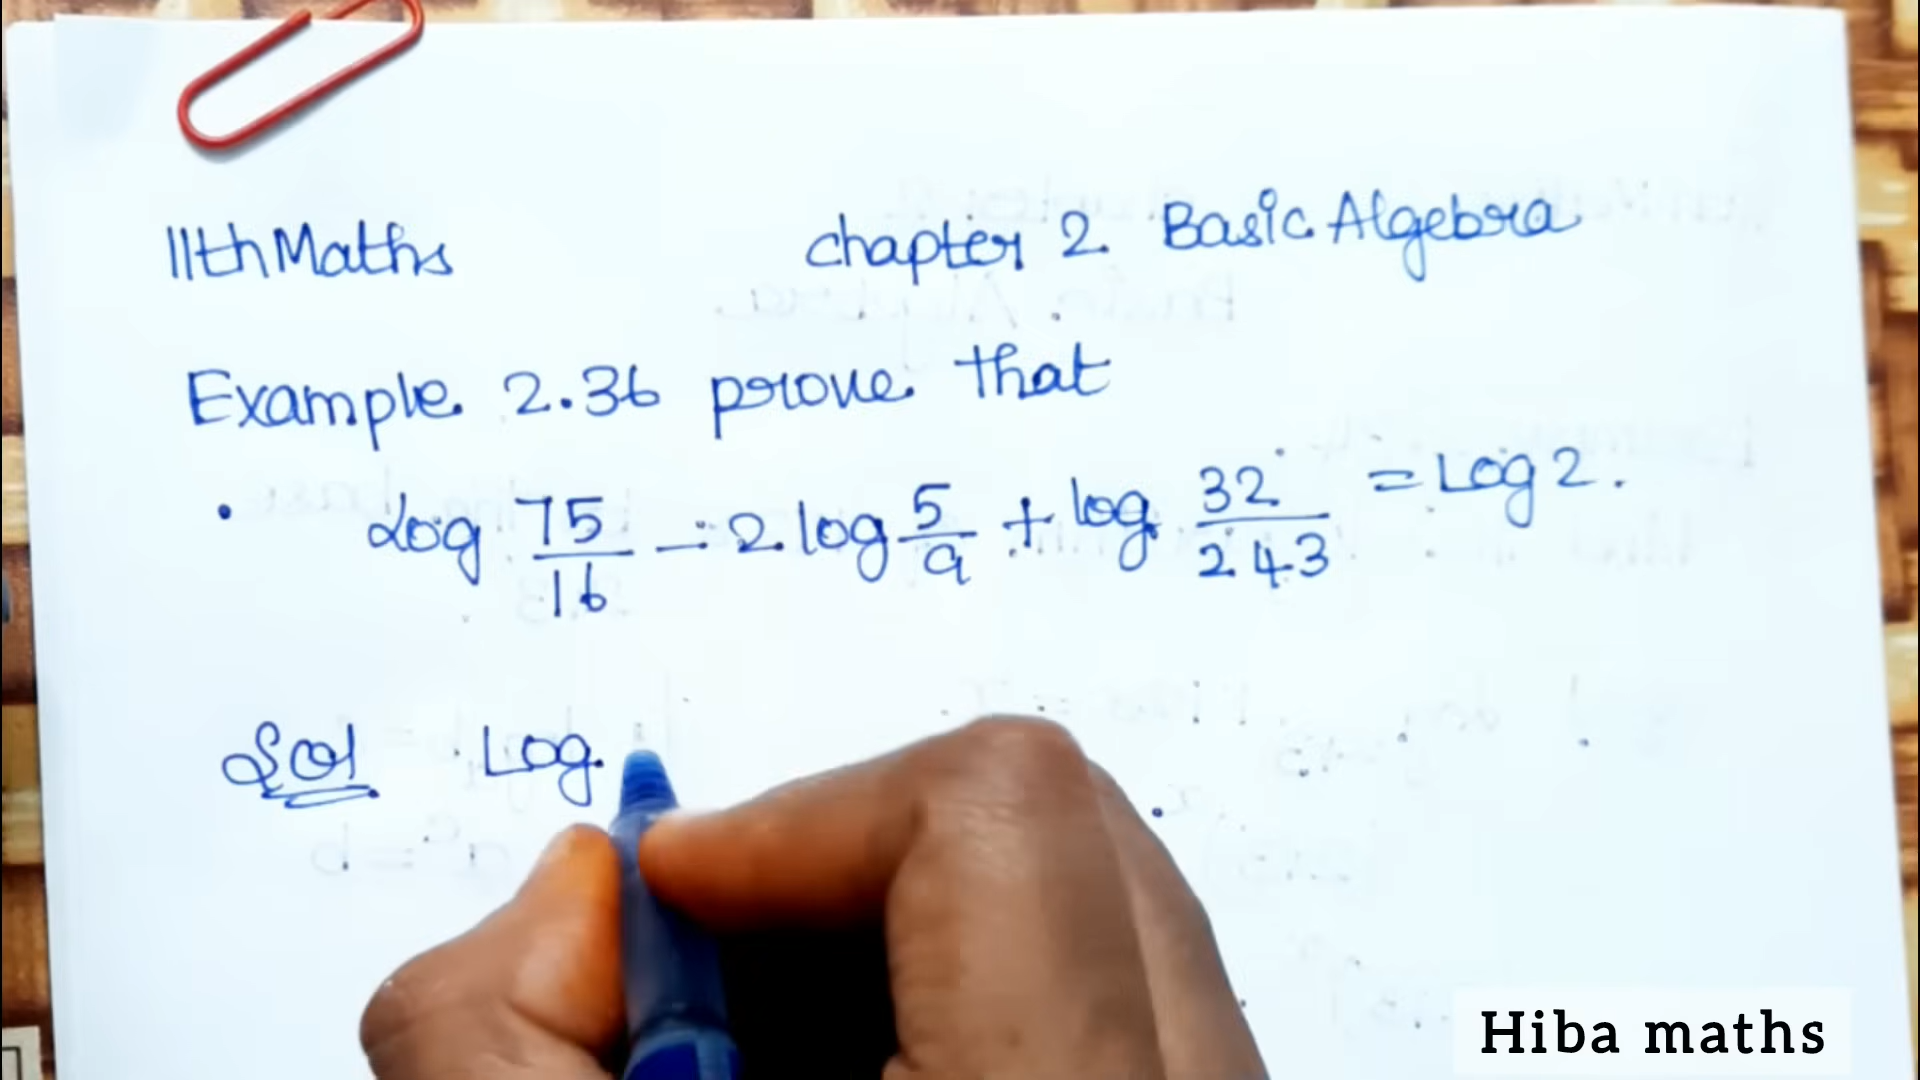 11th Maths chapter 2. Basic Algebra
Example. 2.36 prove that
log 75/16 - 2 log 5/9 + log 32/243 = Log 2.
Sol Log
Hiba maths